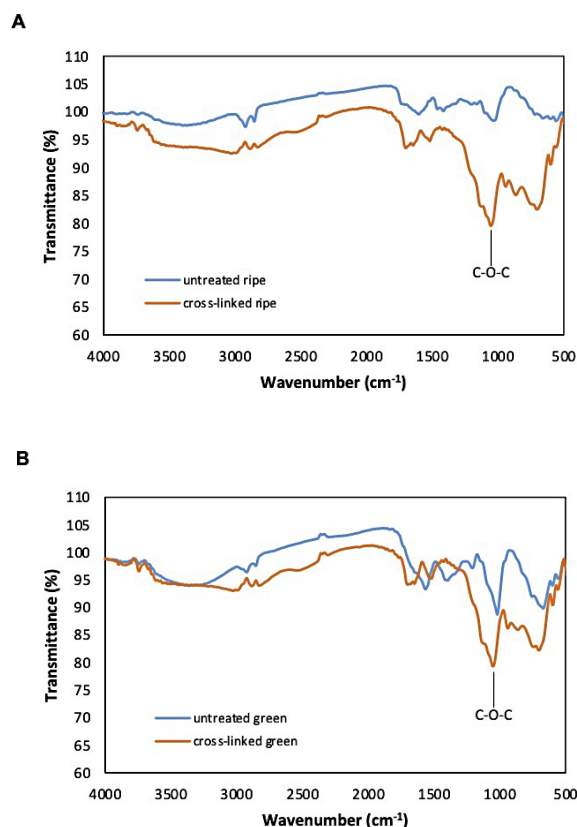 A
110
105
100
95
90
85
80
75
70
65
60
Transmittance (%)
C-O-C
untreated ripe
cross-linked ripe
4000 3500 3000 2500 2000 1500 1000 500
Wavenumber (cm-1)
B
110
105
100
95
90
85
80
75
70
65
60
Transmittance (%)
C-O-C
untreated green
cross-linked green
4000 3500 3000 2500 2000 1500 1000 500
Wavenumber (cm-1)